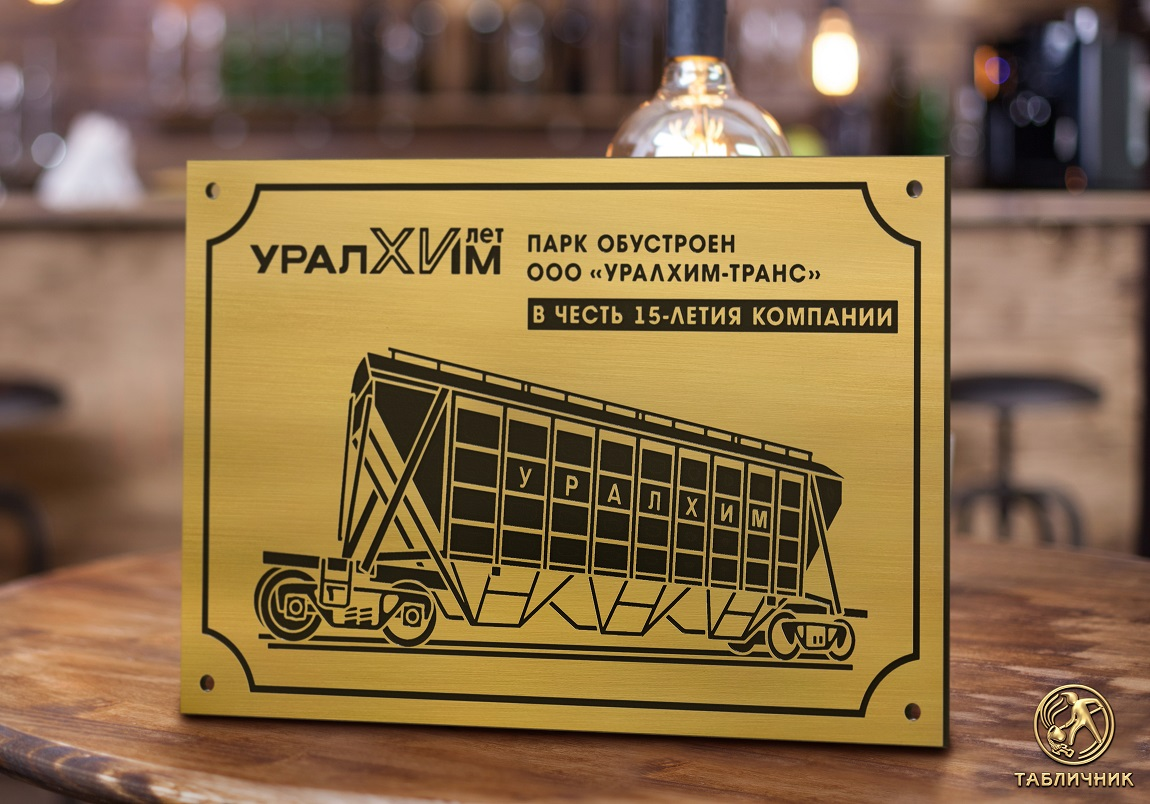 УРАЛХИМ лет
ПАРК ОБУСТРОЕН
ООО «УРАЛХИМ-ТРАНС»
В ЧЕСТЬ 15-ЛЕТИЯ КОМПАНИИ
УРАЛХИМ
ТАБЛИЧНИК